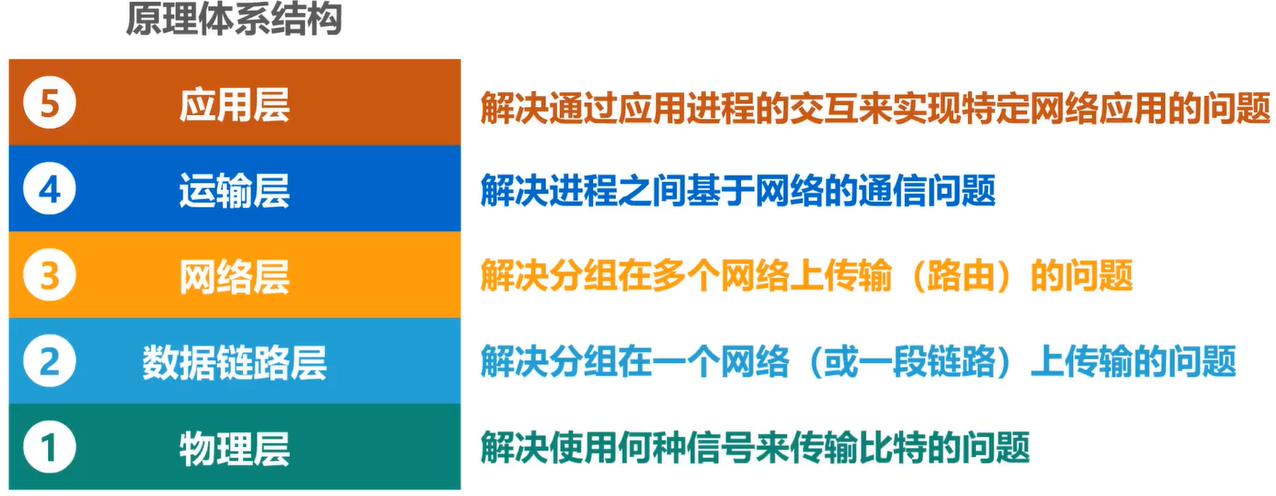 原理体系结构
5 应用层 解决通过应用进程的交互来实现特定网络应用的问题
4 运输层 解决进程之间基于网络的通信问题
3 网络层 解决分组在多个网络上传输（路由）的问题
2 数据链路层 解决分组在一个网络（或一段链路）上传输的问题
1 物理层 解决使用何种信号来传输比特的问题